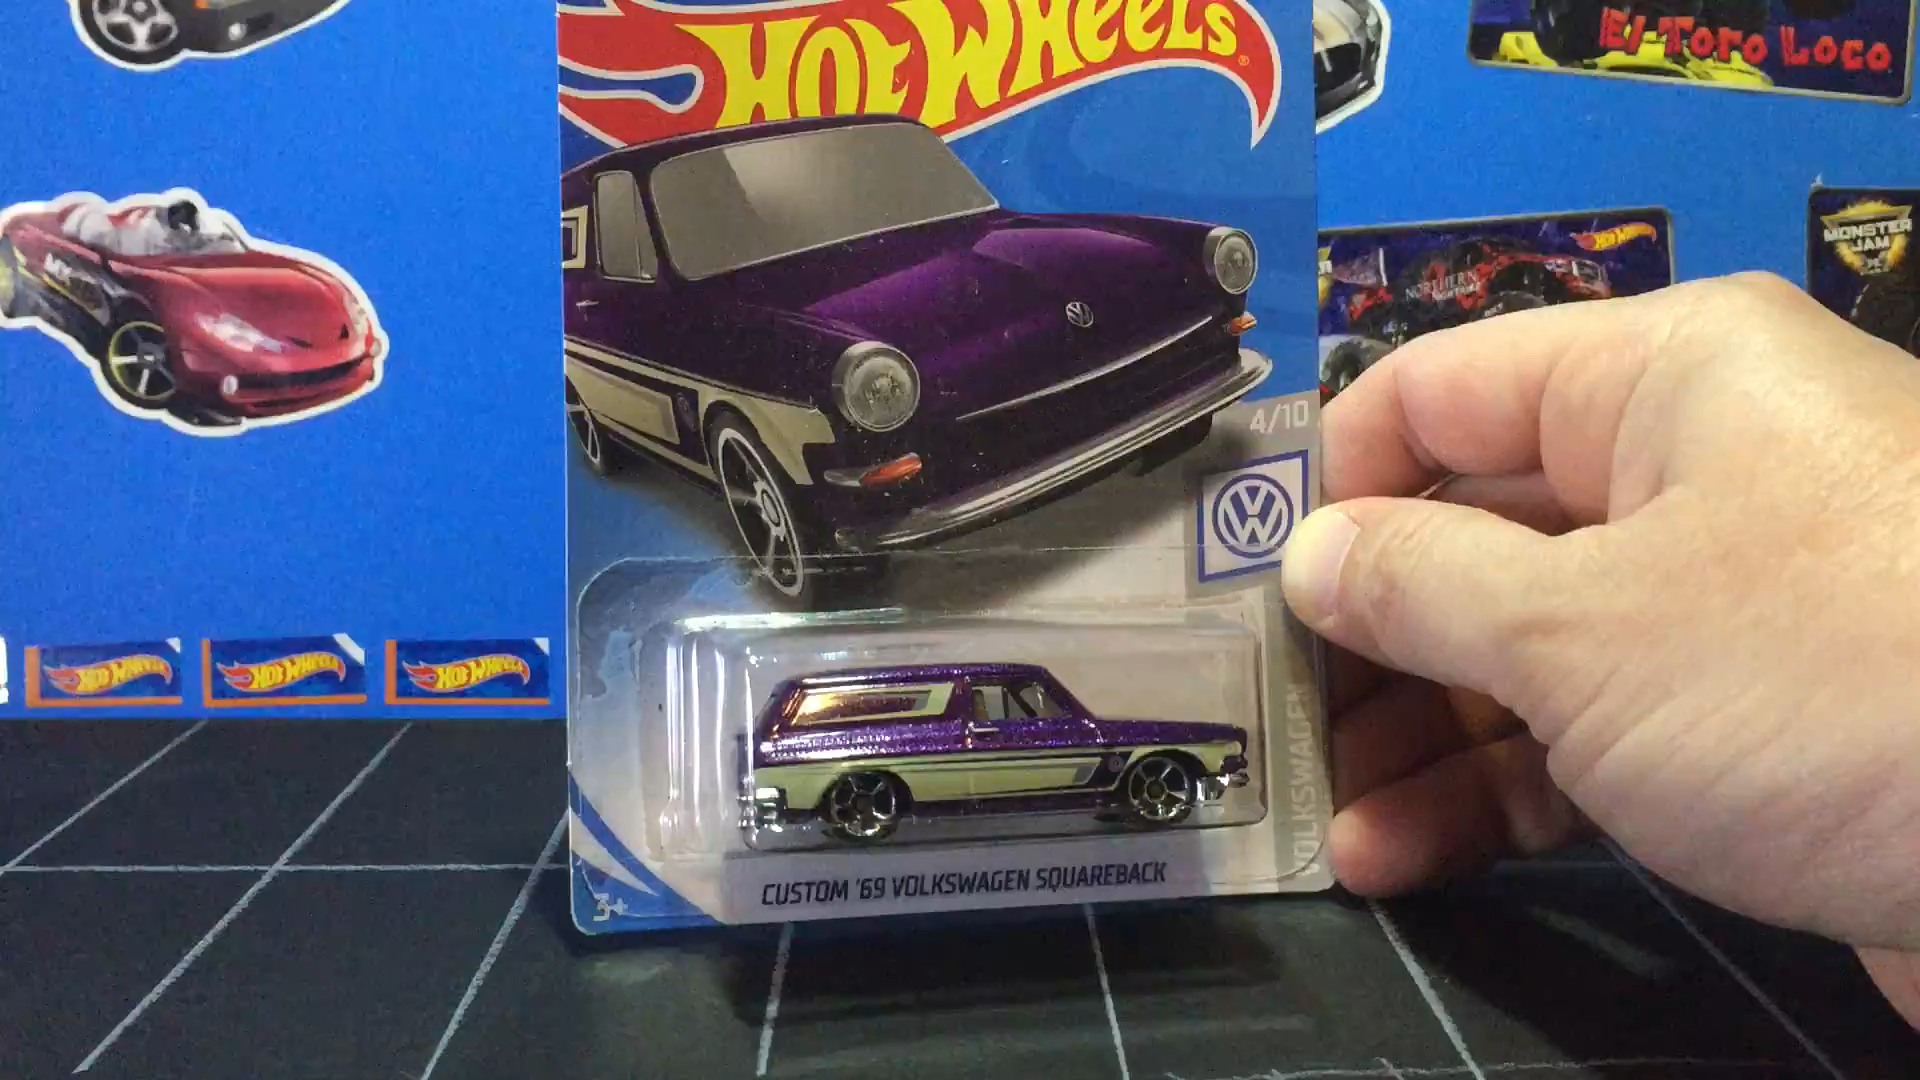 HOT WHEELS
El Toro Loco
HOT WHEELS
MONSTER
JAM
NORTHERN
4/10
HOT WHEELS
HOT WHEELS
HOT WHEELS
VOLKSWAGEN
CUSTOM '69 VOLKSWAGEN SQUAREBACK
3+